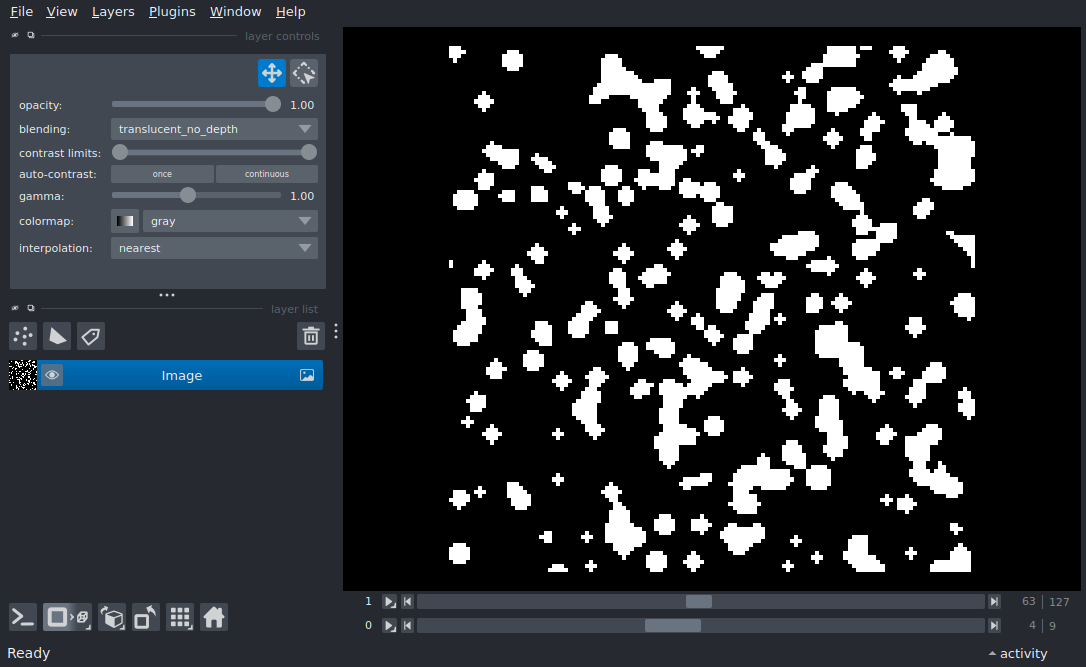 File View Layers Plugins Window Help
layer controls
opacity: 1.00
blending: translucent_no_depth
contrast limits:
auto-contrast: once continuous
gamma: 1.00
colormap: gray
interpolation: nearest
layer list
Image
1 63 127
0 4 9
Ready activity